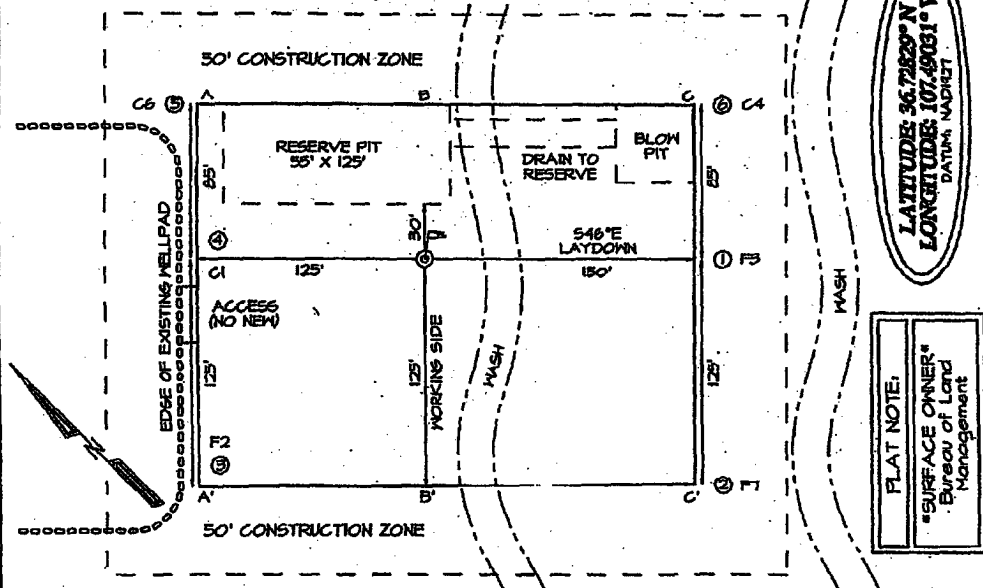 50' CONSTRUCTION ZONE
C6 ⑤ A
B
C
⑥ C4
RESERVE PIT
55' X 125'
DRAIN TO
RESERVE
BLOW
PIT
85'
85'
30'
④
C1
125'
S46°E
LAYDOWN
150'
① F3
ACCESS
(NO NEW)
EDGE OF EXISTING WELLPAD
125'
125'
WORKING SIDE
WASH
125'
WASH
N
F2
③
A'
B'
C'
② F1
50' CONSTRUCTION ZONE
LATITUDE: 36.72829° N
LONGITUDE: 107.49031° W
DATUM: NAD1927
PLAT NOTE:
"SURFACE OWNER"
Bureau of Land
Management